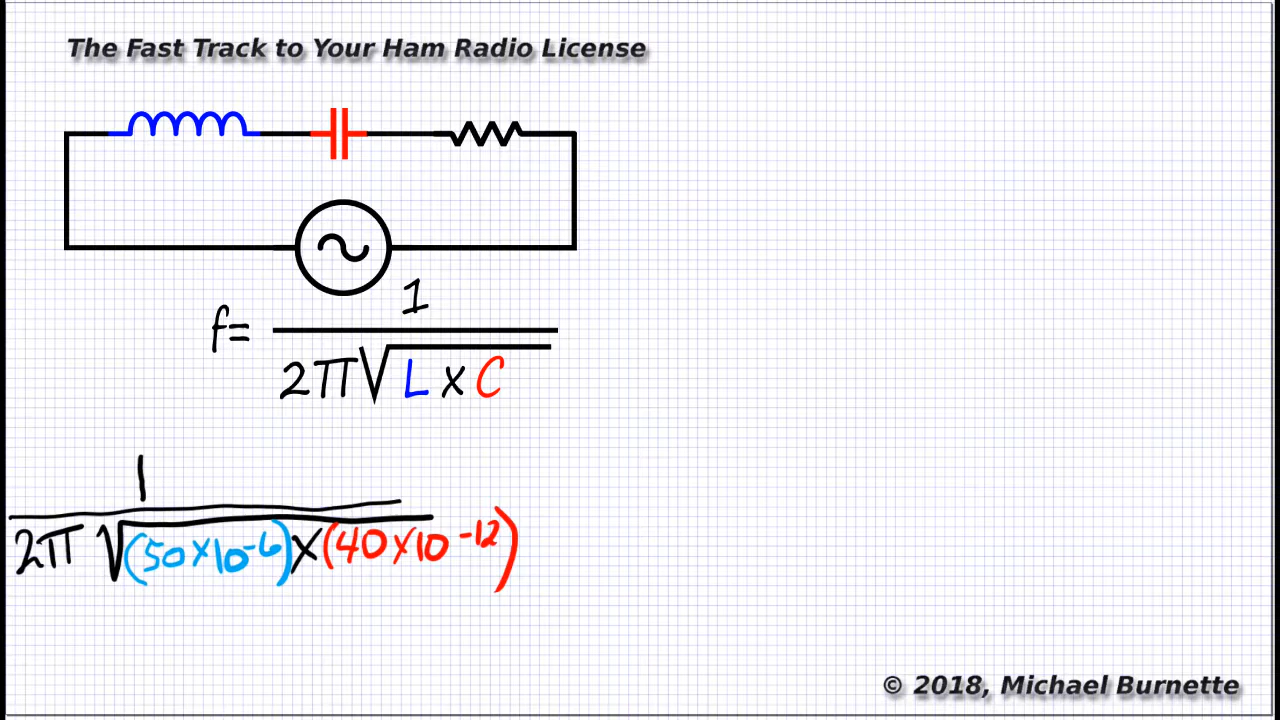 The Fast Track to Your Ham Radio License
1
f=
2π√L x C
1
2π√(50x10-6)x(40x10-12)
© 2018, Michael Burnette